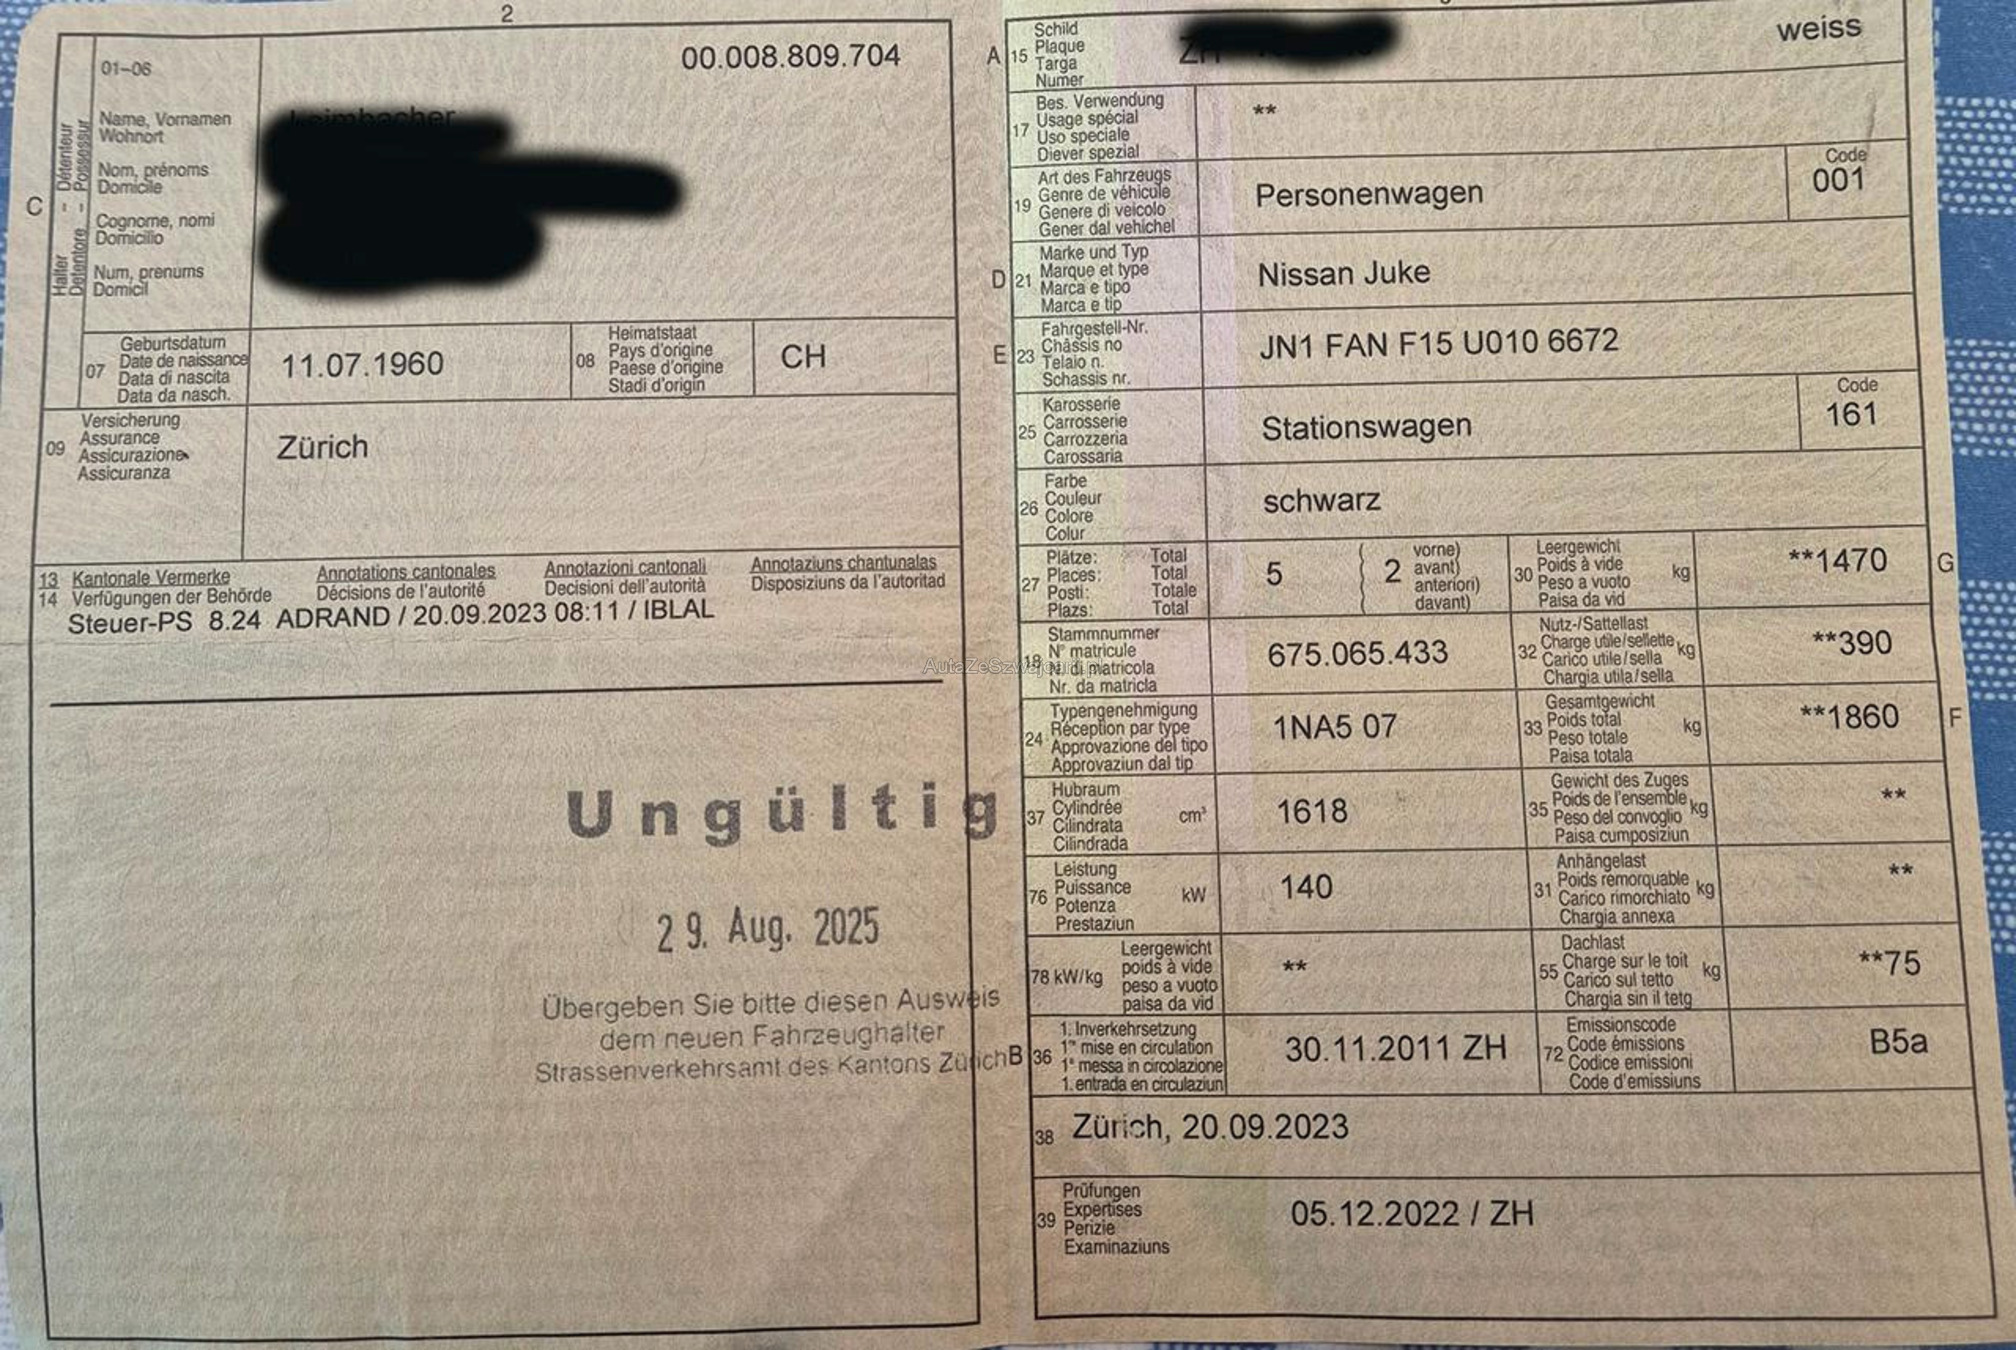 2
01–06
00.008.809.704
Name, Vornamen
Wohnort
Nom, prénoms
Domicile
Cognome, nomi
Domicilio
Num, prenums
Domicil
C
Halter - Détenteur
Detentore - Possessur
07
Geburtsdatum
Date de naissance
Data di nascita
Data da nasch.
11.07.1960
08
Heimatstaat
Pays d'origine
Paese d'origine
Stadi d'origin
CH
09
Versicherung
Assurance
Assicurazione
Assicuranza
Zürich
13 Kantonale Vermerke Annotations cantonales Annotazioni cantonali Annotaziuns chantunalas
14 Verfügungen der Behörde Décisions de l'autorité Decisioni dell'autorità Disposiziuns da l'autoritad
Steuer-PS 8.24 ADRAND / 20.09.2023 08:11 / IBLAL
Ungültig
29. Aug. 2025
Übergeben Sie bitte diesen Ausweis
dem neuen Fahrzeughalter
Strassenverkehrsamt des Kantons Zürich
A 15
Schild
Plaque
Targa
Numer
ZH
weiss
17
Bes. Verwendung
Usage spécial
Uso speciale
Diever spezial
**
19
Art des Fahrzeugs
Genre de véhicule
Genere di veicolo
Gener dal vehichel
Personenwagen
Code
001
D 21
Marke und Typ
Marque et type
Marca e tipo
Marca e tip
Nissan Juke
E 23
Fahrgestell-Nr.
Châssis no
Telaio n.
Schassis nr.
JN1 FAN F15 U010 6672
25
Karosserie
Carrosserie
Carrozzeria
Carossaria
Stationswagen
Code
161
26
Farbe
Couleur
Colore
Colur
schwarz
27
Plätze: Total
Places: Total
Posti: Totale
Plazs: Total
5
2
vorne)
avant)
anteriori)
davant)
30
Leergewicht
Poids à vide
Peso a vuoto
Paisa da vid
kg
**1470
G
18
Stammnummer
N° matricule
N. di matricola
Nr. da matricla
675.065.433
32
Nutz-/Sattellast
Charge utile/sellette
Carico utile/sella
Chargia utila/sella
kg
**390
24
Typengenehmigung
Réception par type
Approvazione del tipo
Approvaziun dal tip
1NA5 07
33
Gesamtgewicht
Poids total
Peso totale
Paisa totala
kg
**1860
F
37
Hubraum
Cylindrée
Cilindrata
Cilindrada
cm³
1618
35
Gewicht des Zuges
Poids de l'ensemble
Peso del convoglio
Paisa cumposiziun
kg
**
76
Leistung
Puissance
Potenza
Prestaziun
kW
140
31
Anhängelast
Poids remorquable
Carico rimorchiato
Chargia annexa
kg
**
78 kW/kg
Leergewicht
poids à vide
peso a vuoto
paisa da vid
**
55
Dachlast
Charge sur le toit
Carico sul tetto
Chargia sin il tetg
kg
**75
B 36
1. Inverkehrsetzung
1re mise en circulation
1a messa in circolazione
1. entrada en circulaziun
30.11.2011 ZH
72
Emissionscode
Code émissions
Codice emissioni
Code d'emissiuns
B5a
38
Zürich, 20.09.2023
39
Prüfungen
Expertises
Perizie
Examinaziuns
05.12.2022 / ZH